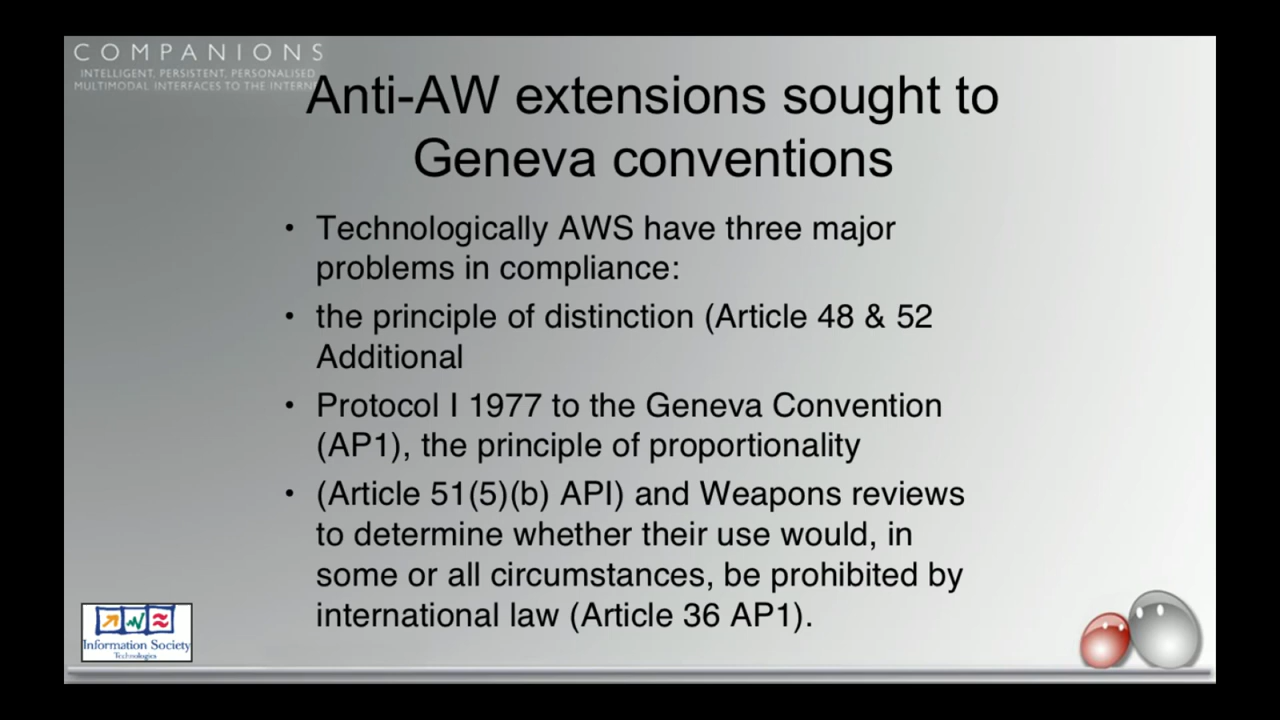 COMPANIONS
INTELLIGENT, PERSISTENT, PERSONALISED
MULTIMODAL INTERFACES TO THE INTERN
Anti-AW extensions sought to
Geneva conventions
• Technologically AWS have three major
problems in compliance:
• the principle of distinction (Article 48 & 52
Additional
• Protocol I 1977 to the Geneva Convention
(AP1), the principle of proportionality
• (Article 51(5)(b) API) and Weapons reviews
to determine whether their use would, in
some or all circumstances, be prohibited by
international law (Article 36 AP1).
Information Society
Technologies